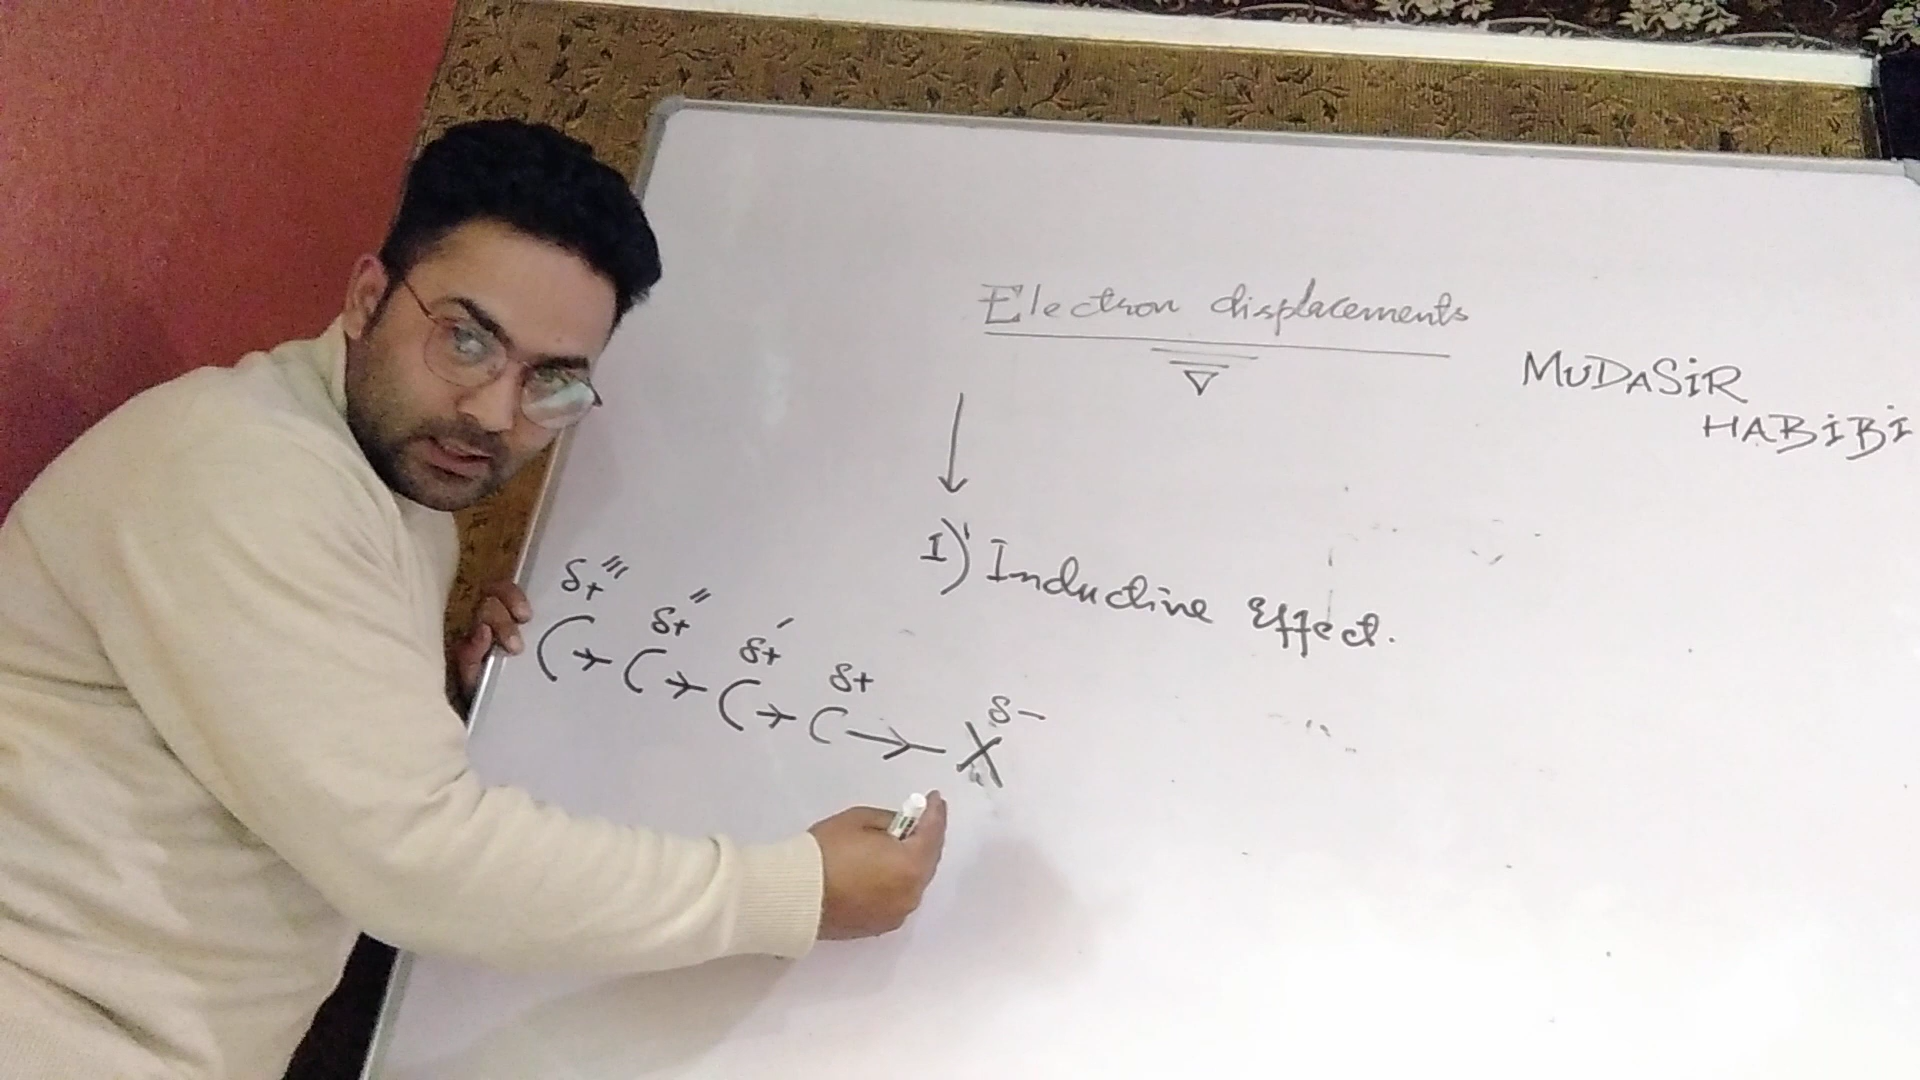 Electron displacements
MUDASiR
HABiBi
I) Inductive Effect.
δ+''' δ+'' δ+' δ+ δ-
C→C→C→C→X